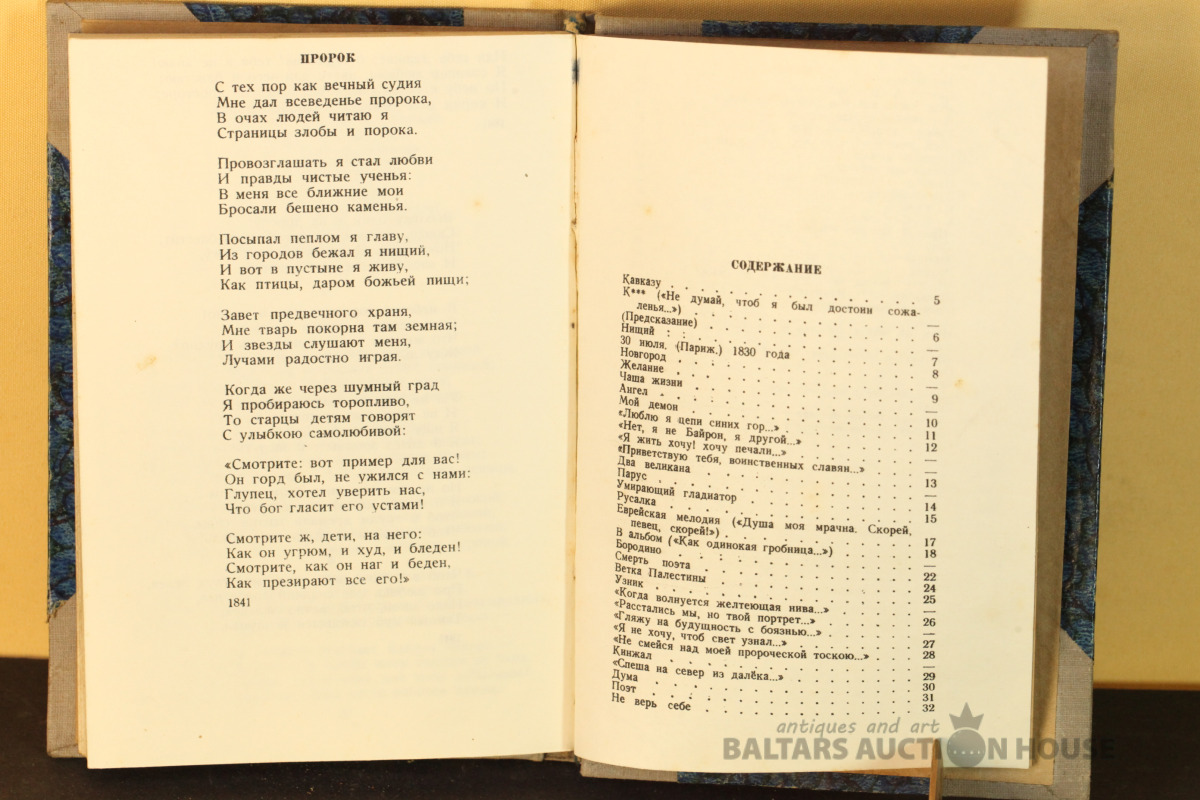 ПРОРОК
С тех пор как вечный судия
Мне дал всеведенье пророка,
В очах людей читаю я
Страницы злобы и порока.
Провозглашать я стал любви
И правды чистые ученья:
В меня все ближние мои
Бросали бешено каменья.
Посыпал пеплом я главу,
Из городов бежал я нищий,
И вот в пустыне я живу,
Как птицы, даром божьей пищи;
Завет предвечного храня,
Мне тварь покорна там земная;
И звезды слушают меня,
Лучами радостно играя.
Когда же через шумный град
Я пробираюсь торопливо,
То старцы детям говорят
С улыбкою самолюбивой:
«Смотрите: вот пример для вас!
Он горд был, не ужился с нами:
Глупец, хотел уверить нас,
Что бог гласит его устами!
Смотрите ж, дети, на него:
Как он угрюм, и худ, и бледен!
Смотрите, как он наг и беден,
Как презирают все его!»
1841
СОДЕРЖАНИЕ
Кавказу . . . . . . . . . . . . . . . 5
К*** («Не думай, чтоб я был достоин сожа-
ленья...») . . . . . . . . . . . . . —
(Предсказание) . . . . . . . . . . . . 6
Нищий . . . . . . . . . . . . . . . —
30 июля. (Париж.) 1830 года . . . . . . . 7
Новгород . . . . . . . . . . . . . . 8
Желание . . . . . . . . . . . . . . —
Чаша жизни . . . . . . . . . . . . . 9
Ангел . . . . . . . . . . . . . . . —
Мой демон . . . . . . . . . . . . . 10
«Люблю я цепи синих гор...» . . . . . . . 11
«Нет, я не Байрон, я другой...» . . . . . . 12
«Я жить хочу! хочу печали...» . . . . . . . —
«Приветствую тебя, воинственных славян...» . . —
Два великана . . . . . . . . . . . . 13
Парус . . . . . . . . . . . . . . . —
Умирающий гладиатор . . . . . . . . . 14
Русалка . . . . . . . . . . . . . . 15
Еврейская мелодия («Душа моя мрачна. Скорей,
певец, скорей!») . . . . . . . . . . . 17
В альбом («Как одинокая гробница...») . . . . 18
Бородино . . . . . . . . . . . . . . —
Смерть поэта . . . . . . . . . . . . 22
Ветка Палестины . . . . . . . . . . . 24
Узник . . . . . . . . . . . . . . . 25
«Когда волнуется желтеющая нива...» . . . . —
«Расстались мы, но твой портрет...» . . . . . 26
«Гляжу на будущность с боязнью...» . . . . . —
«Я не хочу, чтоб свет узнал...» . . . . . . 27
«Не смейся над моей пророческой тоскою...» . . 28
Кинжал . . . . . . . . . . . . . . —
«Спеша на север из далёка...» . . . . . . . 29
Дума . . . . . . . . . . . . . . . 30
Поэт . . . . . . . . . . . . . . . 31
Не верь себе . . . . . . . . . . . . 32
antiques and art
BALTARS AUCTION HOUSE